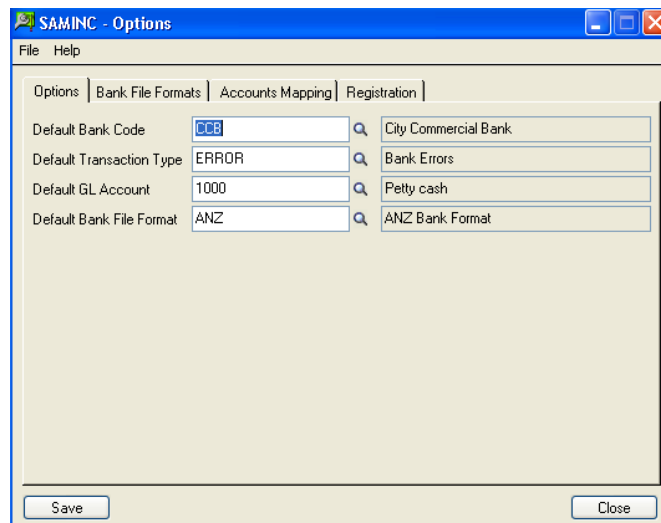 SAMINC - Options
File Help
Options Bank File Formats Accounts Mapping Registration
Default Bank Code CCB City Commercial Bank
Default Transaction Type ERROR Bank Errors
Default GL Account 1000 Petty cash
Default Bank File Format ANZ ANZ Bank Format
Save Close